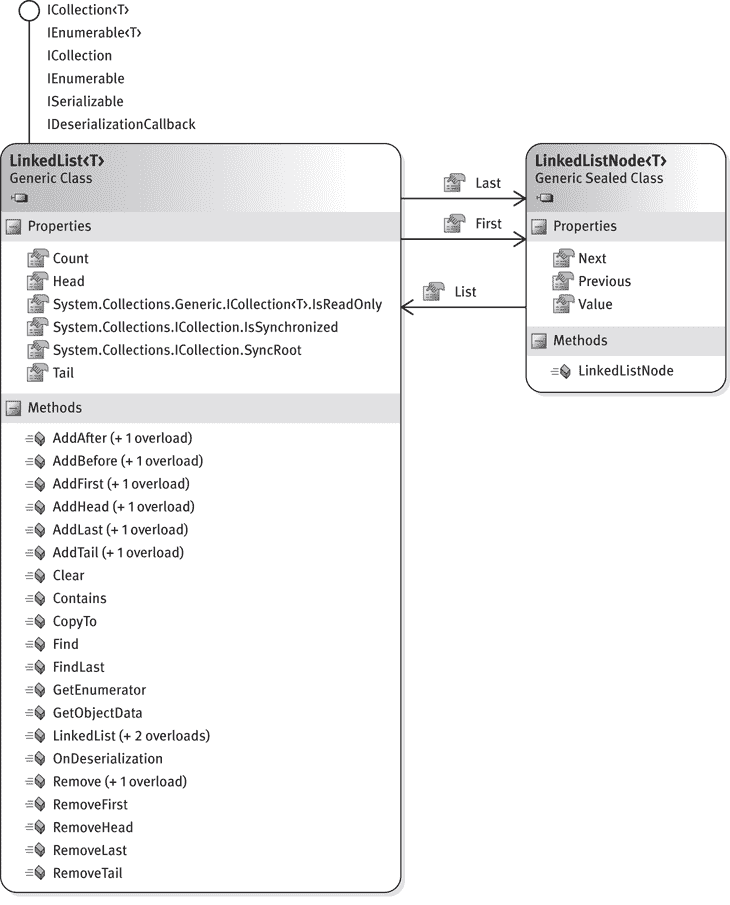 ICollection<T>
IEnumerable<T>
ICollection
IEnumerable
ISerializable
IDeserializationCallback
LinkedList<T>
Generic Class
Properties
Count
Head
System.Collections.Generic.ICollection<T>.IsReadOnly
System.Collections.ICollection.IsSynchronized
System.Collections.ICollection.SyncRoot
Tail
Methods
AddAfter (+ 1 overload)
AddBefore (+ 1 overload)
AddFirst (+ 1 overload)
AddHead (+ 1 overload)
AddLast (+ 1 overload)
AddTail (+ 1 overload)
Clear
Contains
CopyTo
Find
FindLast
GetEnumerator
GetObjectData
LinkedList (+ 2 overloads)
OnDeserialization
Remove (+ 1 overload)
RemoveFirst
RemoveHead
RemoveLast
RemoveTail
Last
First
List
LinkedListNode<T>
Generic Sealed Class
Properties
Next
Previous
Value
Methods
LinkedListNode